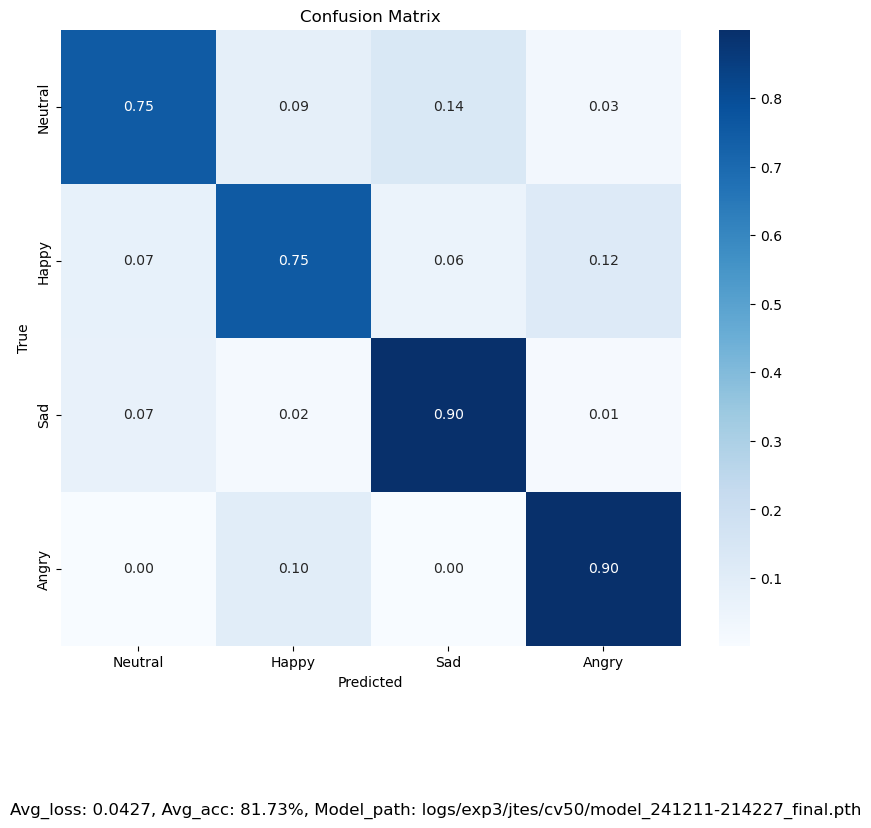 Confusion Matrix
Neutral 0.75 0.09 0.14 0.03
Happy 0.07 0.75 0.06 0.12
Sad 0.07 0.02 0.90 0.01
Angry 0.00 0.10 0.00 0.90
True
Neutral Happy Sad Angry
Predicted
0.8
0.7
0.6
0.5
0.4
0.3
0.2
0.1
Avg_loss: 0.0427, Avg_acc: 81.73%, Model_path: logs/exp3/jtes/cv50/model_241211-214227_final.pth